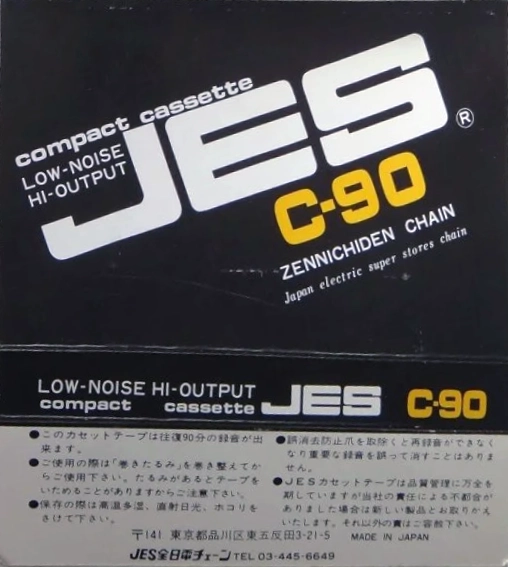 compact cassette
JES®
LOW-NOISE
HI-OUTPUT
C-90
ZENNICHIDEN CHAIN
Japan electric super stores chain
LOW-NOISE HI-OUTPUT
compact cassette
JES C-90
●このカセットテープは往復90分の録音が出
来ます。
●ご使用の際は「巻きたるみ」を巻き整えてか
らご使用下さい。たるみがあるとテープを
いためることがありますからご注意下さい。
●保存の際は高温多湿、直射日光、ホコリを
さけて下さい。
●誤消去防止爪を取除くと再録音ができなく
なり重要な録音を誤って消すことはありま
せん。
●JESカセットテープは品質管理に万全を
期していますが当社の責任による不都合が
ありました場合は新しい製品とお取りかえ
いたします。それ以外の責はご容赦下さい。
〒141 東京都品川区東五反田3-21-5 MADE IN JAPAN
JES全日電チェーン TEL 03-445-6649